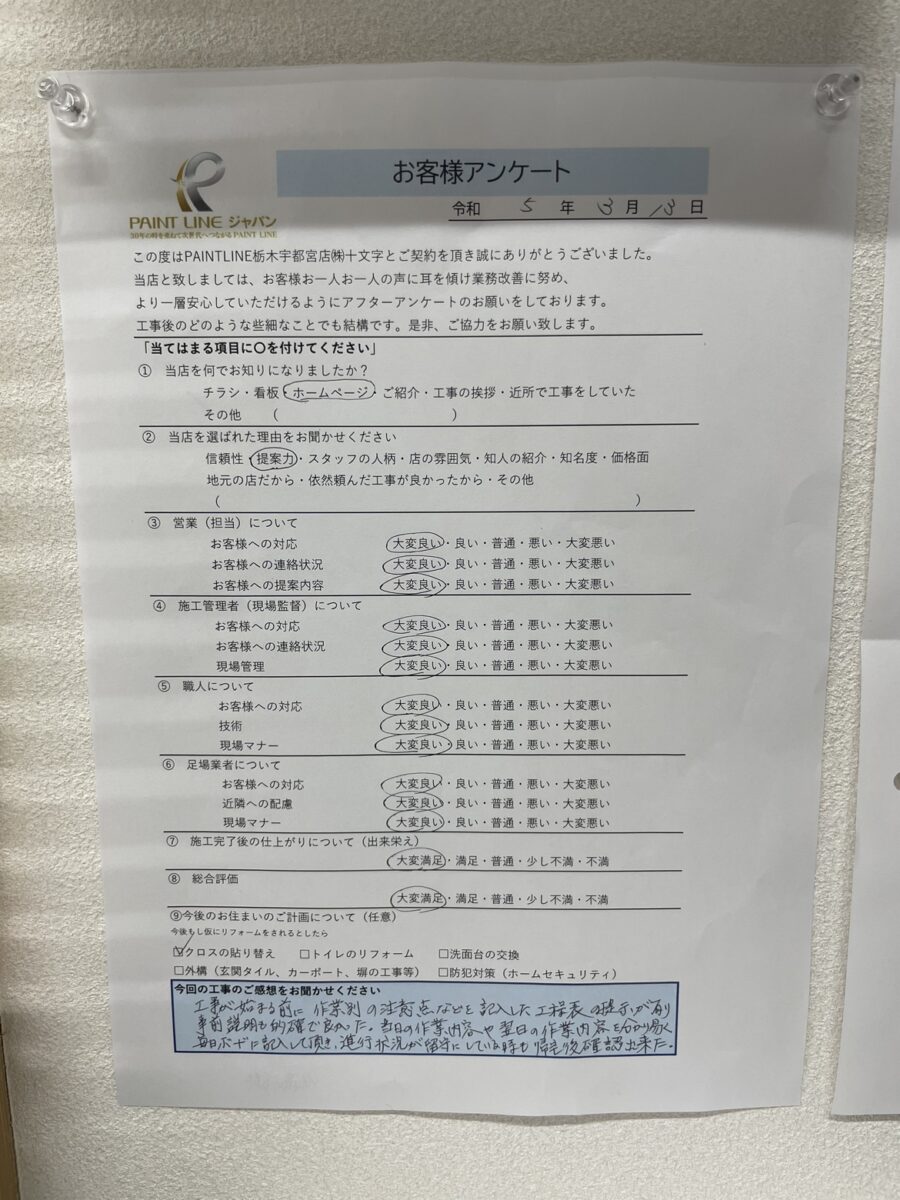 お客様アンケート
PAINT LINE ジャパン
30年の時を重ねて次世代へつながるPAINT LINE
令和 5 年 3 月 13 日
この度はPAINTLINE栃木宇都宮店㈱十文字とご契約を頂き誠にありがとうございました。
当店と致しましては、お客様お一人お一人の声に耳を傾け業務改善に努め、
より一層安心していただけるようにアフターアンケートのお願いをしております。
工事後のどのような些細なことでも結構です。是非、ご協力をお願い致します。
「当てはまる項目に〇を付けてください」
① 当店を何でお知りになりましたか？
チラシ・看板・ホームページ・ご紹介・工事の挨拶・近所で工事をしていた
その他 （ ）
② 当店を選ばれた理由をお聞かせください
信頼性・提案力・スタッフの人柄・店の雰囲気・知人の紹介・知名度・価格面
地元の店だから・依然頼んだ工事が良かったから・その他
（ ）
③ 営業（担当）について
お客様への対応 大変良い・良い・普通・悪い・大変悪い
お客様への連絡状況 大変良い・良い・普通・悪い・大変悪い
お客様への提案内容 大変良い・良い・普通・悪い・大変悪い
④ 施工管理者（現場監督）について
お客様への対応 大変良い・良い・普通・悪い・大変悪い
お客様への連絡状況 大変良い・良い・普通・悪い・大変悪い
現場管理 大変良い・良い・普通・悪い・大変悪い
⑤ 職人について
お客様への対応 大変良い・良い・普通・悪い・大変悪い
技術 大変良い・良い・普通・悪い・大変悪い
現場マナー 大変良い・良い・普通・悪い・大変悪い
⑥ 足場業者について
お客様への対応 大変良い・良い・普通・悪い・大変悪い
近隣への配慮 大変良い・良い・普通・悪い・大変悪い
現場マナー 大変良い・良い・普通・悪い・大変悪い
⑦ 施工完了後の仕上がりについて（出来栄え）
大変満足・満足・普通・少し不満・不満
⑧ 総合評価
大変満足・満足・普通・少し不満・不満
⑨今後のお住まいのご計画について（任意）
今後もし仮にリフォームをされるとしたら
☑クロスの貼り替え □トイレのリフォーム □洗面台の交換
□外構（玄関タイル、カーポート、塀の工事等） □防犯対策（ホームセキュリティ）
今回の工事のご感想をお聞かせください
工事が始まる前に作業別の注意点などを記入した工程表の提示が有り
事前説明も的確で良かった。当日の作業内容や翌日の作業内容を分かり易く
毎日ボードに記入して頂き、進行状況が留守にしている時も帰宅後確認出来た。